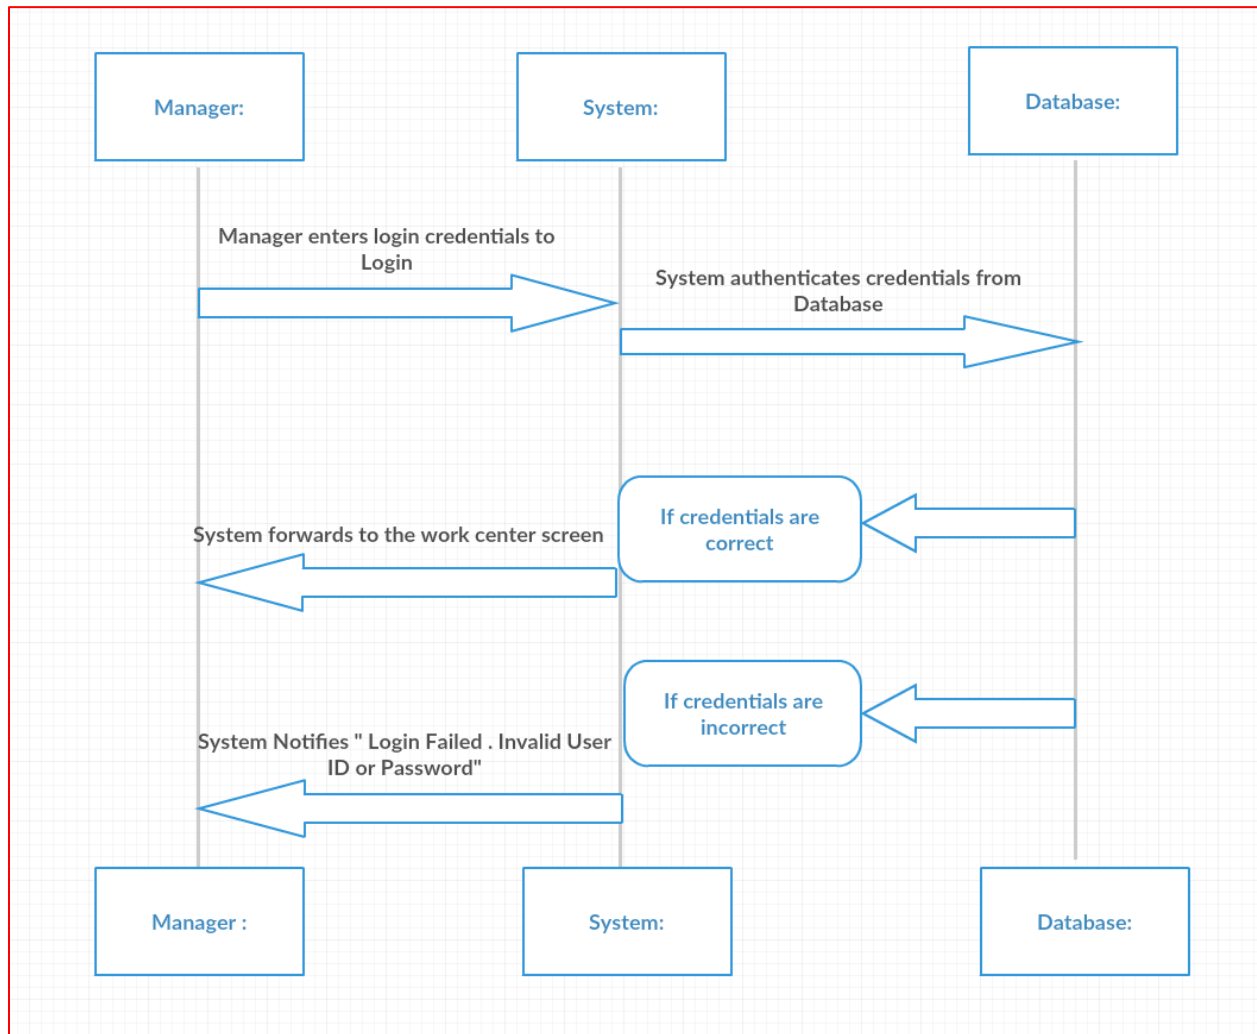 Manager:
System:
Database:
Manager enters login credentials to
Login
System authenticates credentials from
Database
If credentials are
correct
System forwards to the work center screen
If credentials are
incorrect
System Notifies " Login Failed . Invalid User
ID or Password"
Manager :
System:
Database: